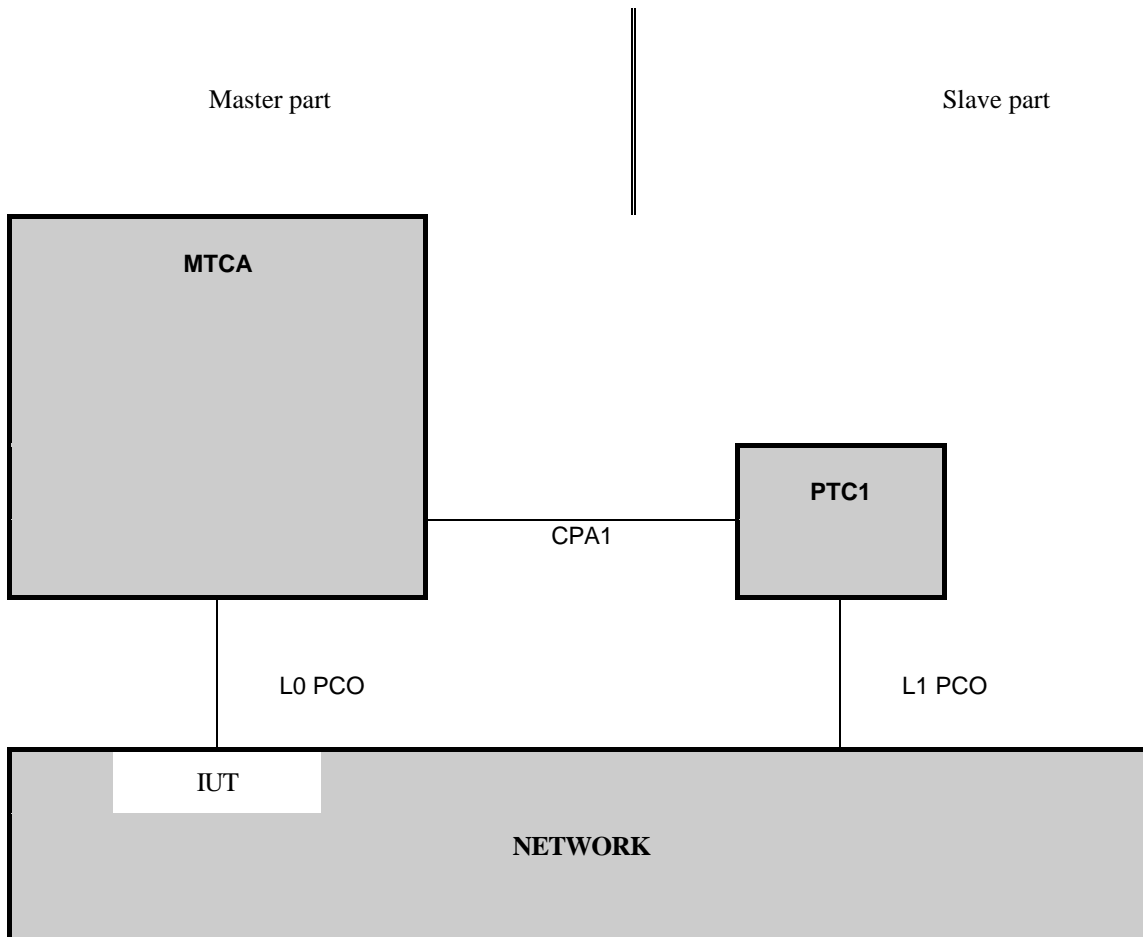 Master part
Slave part
MTCA
PTC1
CPA1
L0 PCO
L1 PCO
IUT
NETWORK